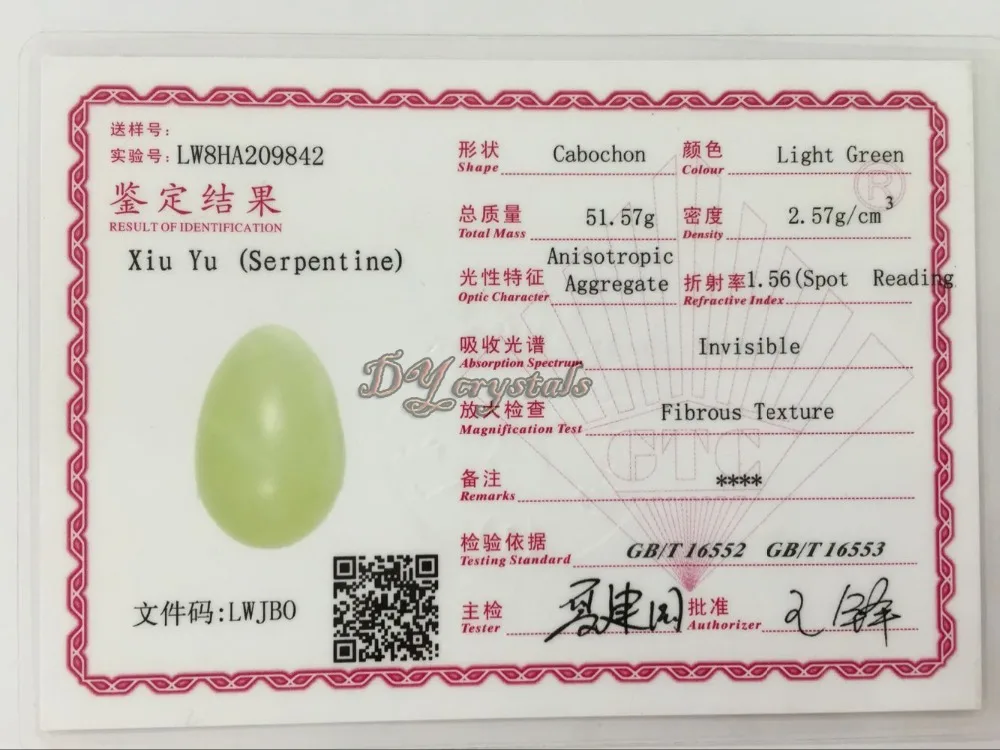 送样号:
实验号: LW8HA209842
鉴定结果
RESULT OF IDENTIFICATION
Xiu Yu (Serpentine)
形状 Cabochon 颜色 Light Green
Shape Colour
®
总质量 51.57g 密度 2.57g/cm³
Total Mass Density
光性特征 Anisotropic Aggregate 折射率 1.56(Spot Reading
Optic Character Refractive Index
吸收光谱 Invisible
Absorption Spectrum
DYcrystals
放大检查 Fibrous Texture
Magnification Test
GTC
备注 ****
Remarks
检验依据 GB/T 16552 GB/T 16553
Testing Standard
文件码:LWJBO
主检 批准
Tester Authorizer